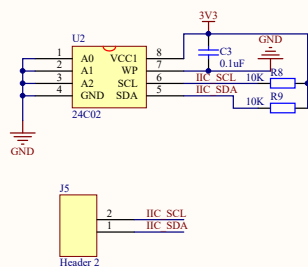 3V3
U2
GND
1 A0 VCC1 8
2 A1 WP 7
3 A2 SCL 6
4 GND SDA 5
C3
0.1uF
IIC_SCL 10K R8
IIC_SDA 10K R9
24C02
GND
J5
2 IIC_SCL
1 IIC_SDA
Header 2